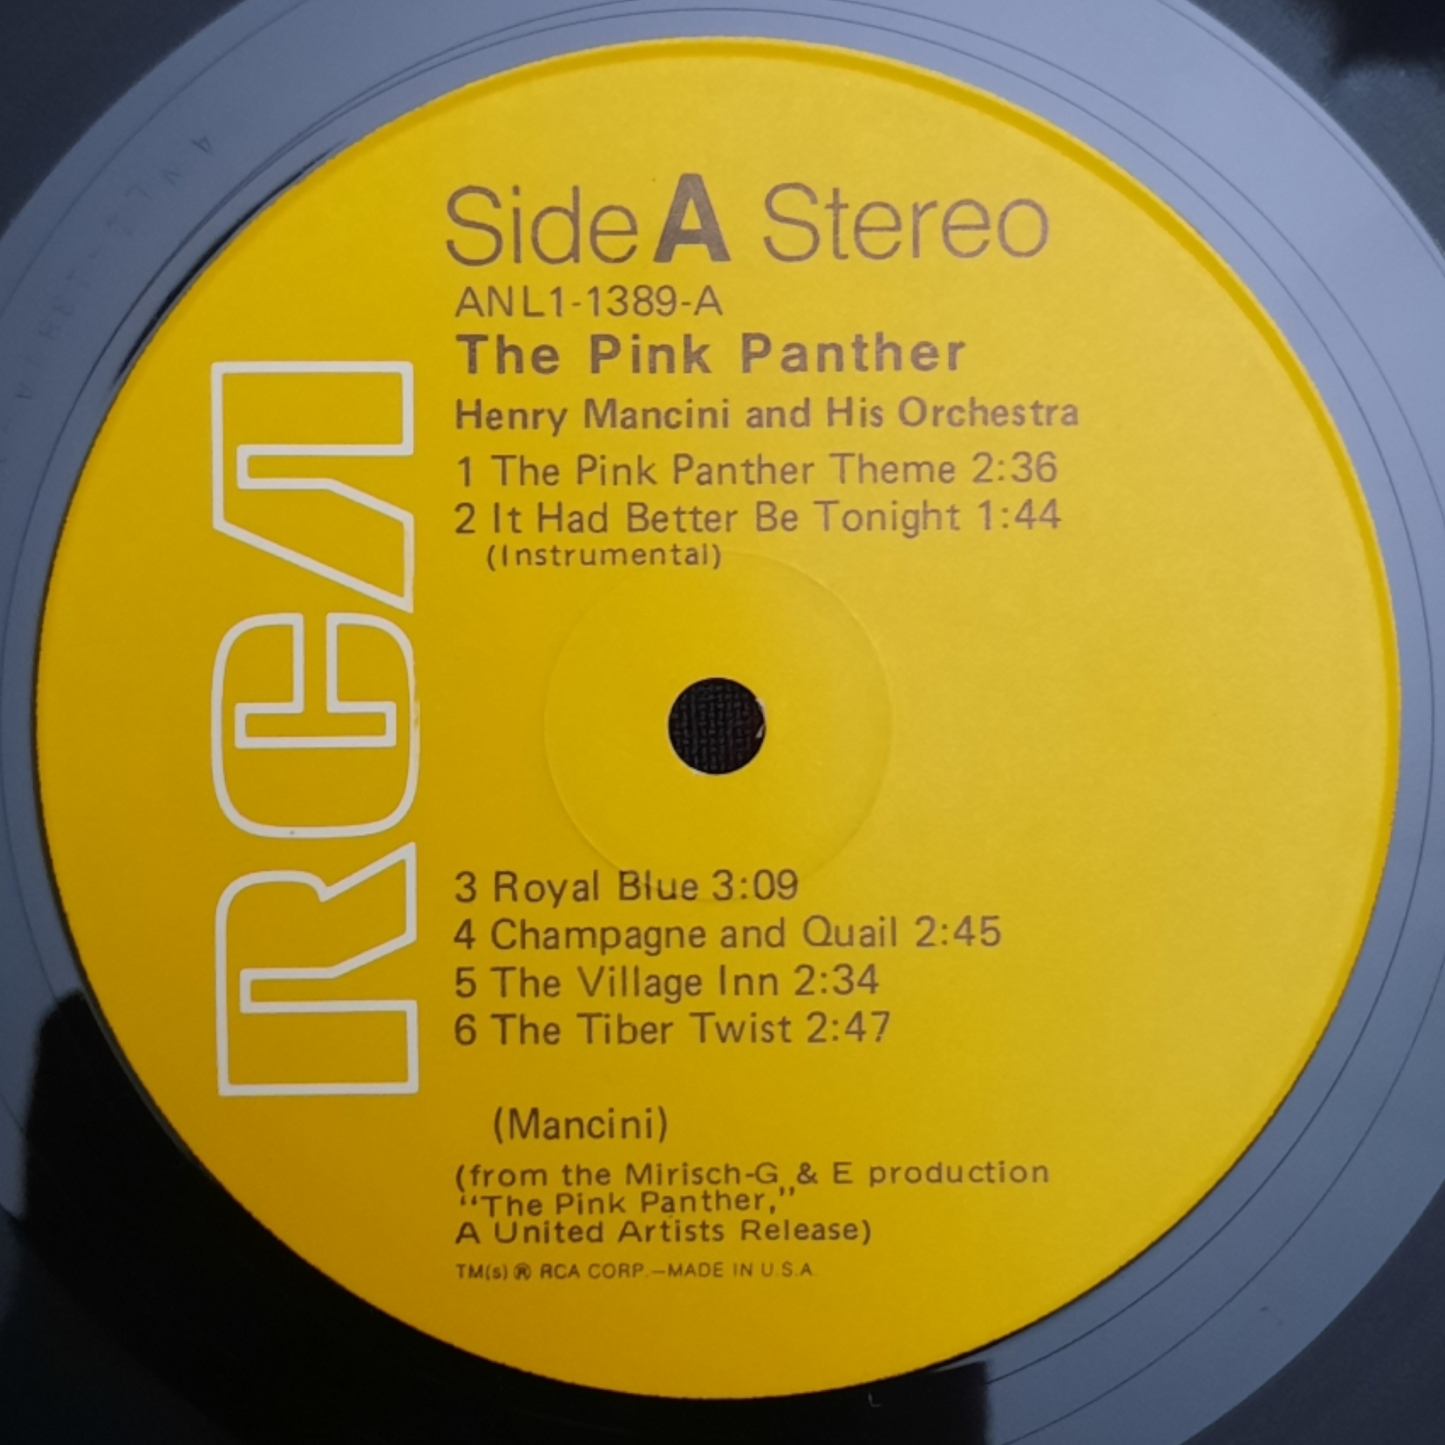 Side A Stereo
ANL1-1389-A
The Pink Panther
Henry Mancini and His Orchestra
1 The Pink Panther Theme 2:36
2 It Had Better Be Tonight 1:44
(Instrumental)
RCA
3 Royal Blue 3:09
4 Champagne and Quail 2:45
5 The Village Inn 2:34
6 The Tiber Twist 2:47
(Mancini)
(from the Mirisch-G & E production
“The Pink Panther,”
A United Artists Release)
TM(s) ® RCA CORP.—MADE IN U.S.A.